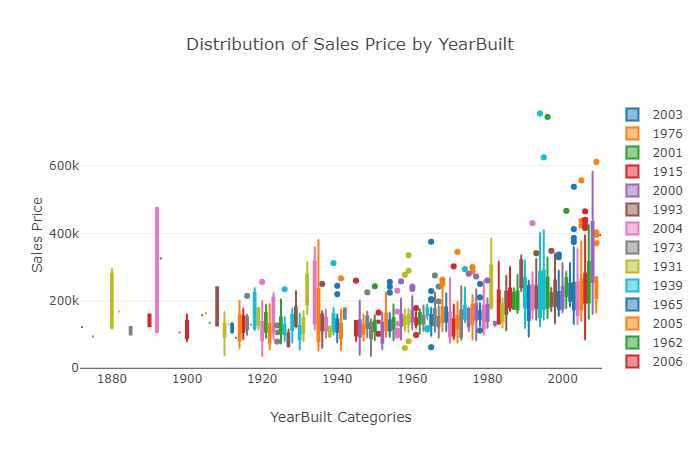 Distribution of Sales Price by YearBuilt
Sales Price
600k
400k
200k
0
1880 1900 1920 1940 1960 1980 2000
YearBuilt Categories
2003
1976
2001
1915
2000
1993
2004
1973
1931
1939
1965
2005
1962
2006